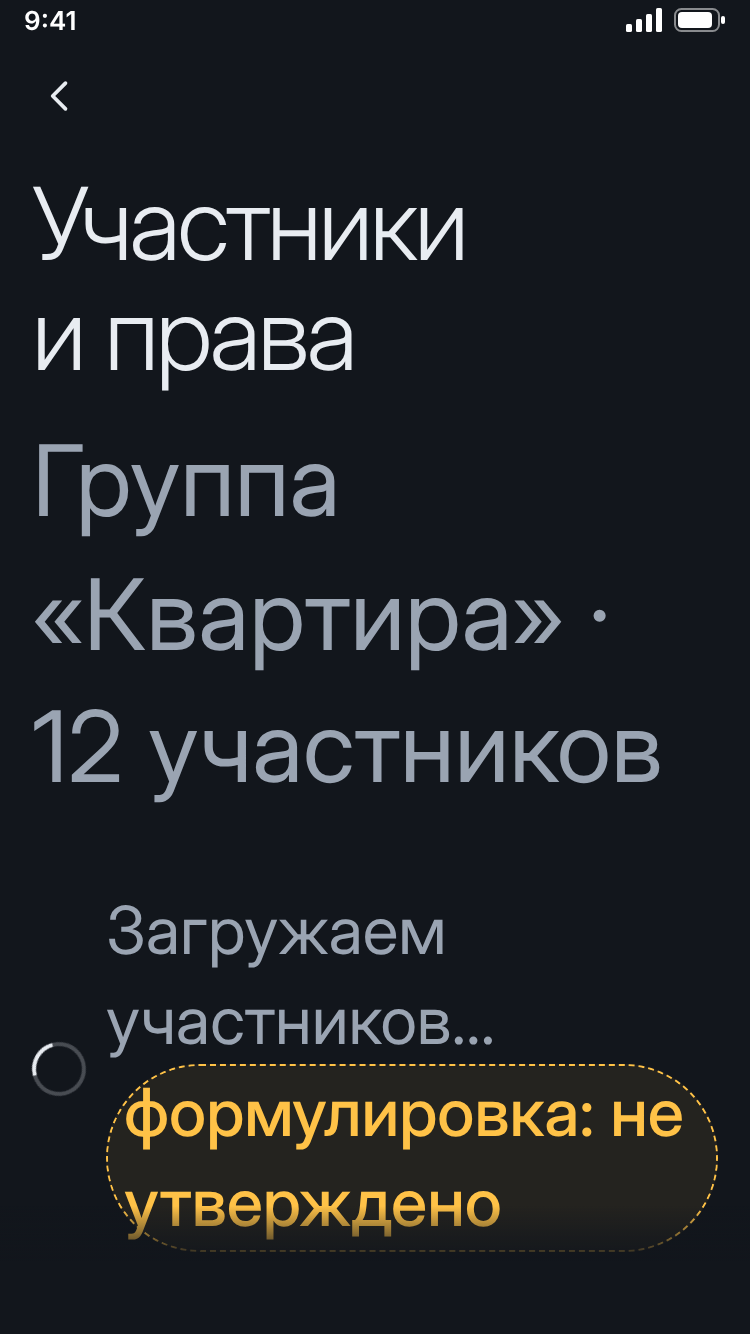 9:41
Участники
и права
Группа
«Квартира» ·
12 участников
Загружаем
участников…
формулировка: не
утверждено